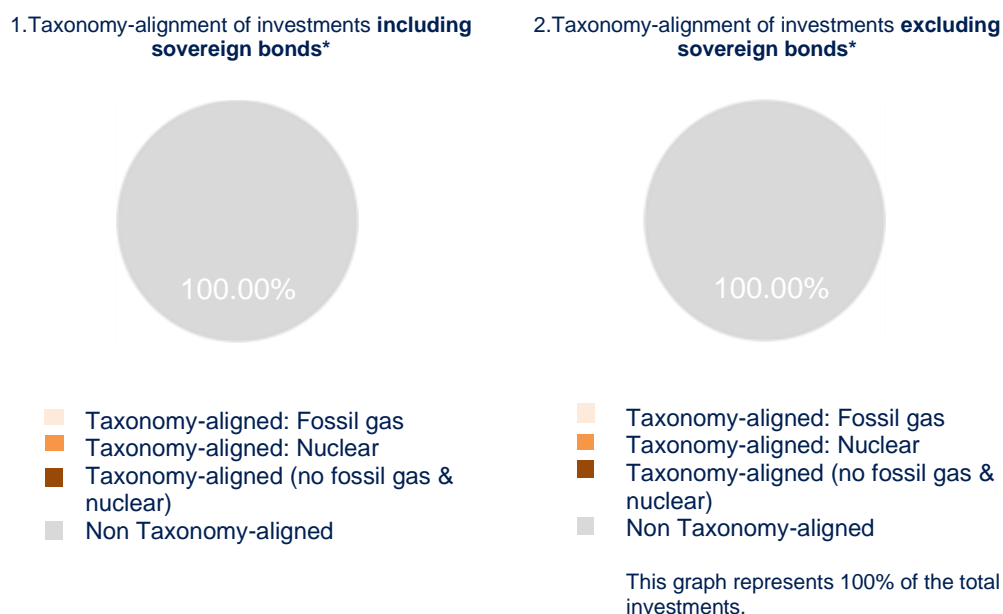 1.Taxonomy-alignment of investments including
sovereign bonds*
100.00%
Taxonomy-aligned: Fossil gas
Taxonomy-aligned: Nuclear
Taxonomy-aligned (no fossil gas &
nuclear)
Non Taxonomy-aligned
2.Taxonomy-alignment of investments excluding
sovereign bonds*
100.00%
Taxonomy-aligned: Fossil gas
Taxonomy-aligned: Nuclear
Taxonomy-aligned (no fossil gas &
nuclear)
Non Taxonomy-aligned
This graph represents 100% of the total
investments.